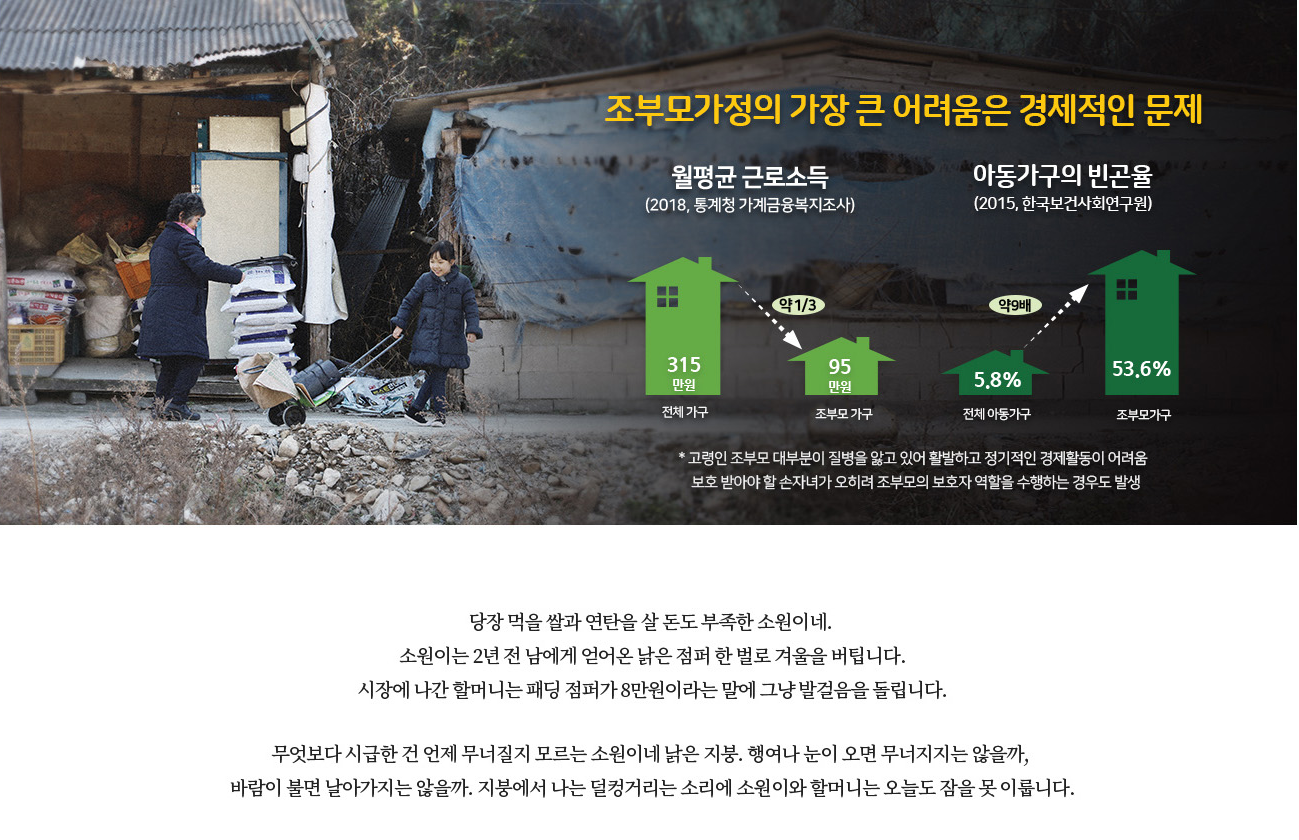 조부모가정의 가장 큰 어려움은 경제적인 문제
월평균 근로소득
(2018, 통계청 가계금융복지조사)
아동가구의 빈곤율
(2015, 한국보건사회연구원)
약 1/3
315
만원
전체 가구
95
만원
조부모 가구
약9배
5.8%
전체 아동가구
53.6%
조부모가구
* 고령인 조부모 대부분이 질병을 앓고 있어 활발하고 정기적인 경제활동이 어려움
보호 받아야 할 손자녀가 오히려 조부모의 보호자 역할을 수행하는 경우도 발생
당장 먹을 쌀과 연탄을 살 돈도 부족한 소원이네.
소원이는 2년 전 남에게 얻어온 낡은 점퍼 한 벌로 겨울을 버팁니다.
시장에 나간 할머니는 패딩 점퍼가 8만원이라는 말에 그냥 발걸음을 돌립니다.
무엇보다 시급한 건 언제 무너질지 모르는 소원이네 낡은 지붕. 행여나 눈이 오면 무너지지는 않을까,
바람이 불면 날아가지는 않을까. 지붕에서 나는 덜컹거리는 소리에 소원이와 할머니는 오늘도 잠을 못 이룹니다.